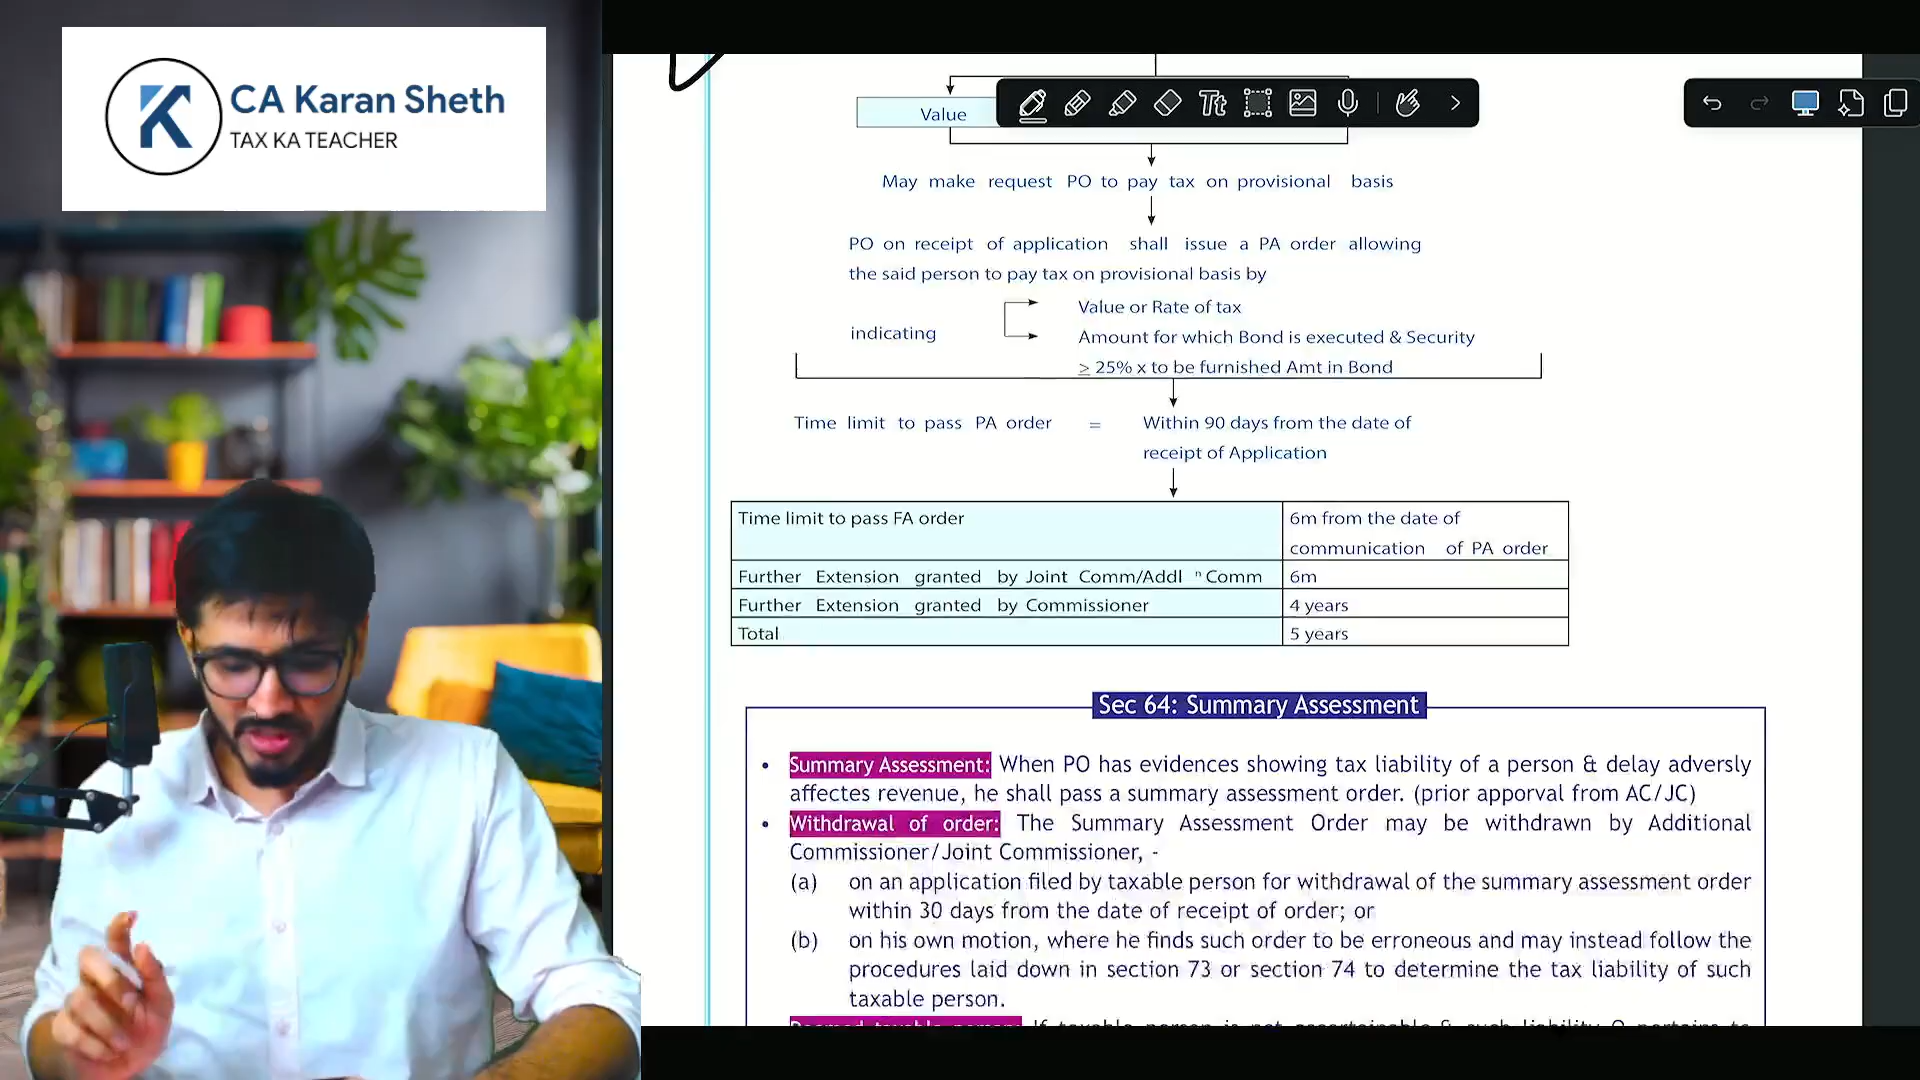 CA Karan Sheth
TAX KA TEACHER
Value
Tt
May make request PO to pay tax on provisional basis
PO on receipt of application shall issue a PA order allowing
the said person to pay tax on provisional basis by
Value or Rate of tax
indicating
Amount for which Bond is executed & Security
≥ 25% x to be furnished Amt in Bond
Time limit to pass PA order = Within 90 days from the date of
receipt of Application
Time limit to pass FA order 6m from the date of
communication of PA order
Further Extension granted by Joint Comm/Addl ⁿ Comm 6m
Further Extension granted by Commissioner 4 years
Total 5 years
Sec 64: Summary Assessment
• Summary Assessment: When PO has evidences showing tax liability of a person & delay adversly
affectes revenue, he shall pass a summary assessment order. (prior apporval from AC/JC)
• Withdrawal of order: The Summary Assessment Order may be withdrawn by Additional
Commissioner/Joint Commissioner, -
(a) on an application filed by taxable person for withdrawal of the summary assessment order
within 30 days from the date of receipt of order; or
(b) on his own motion, where he finds such order to be erroneous and may instead follow the
procedures laid down in section 73 or section 74 to determine the tax liability of such
taxable person.